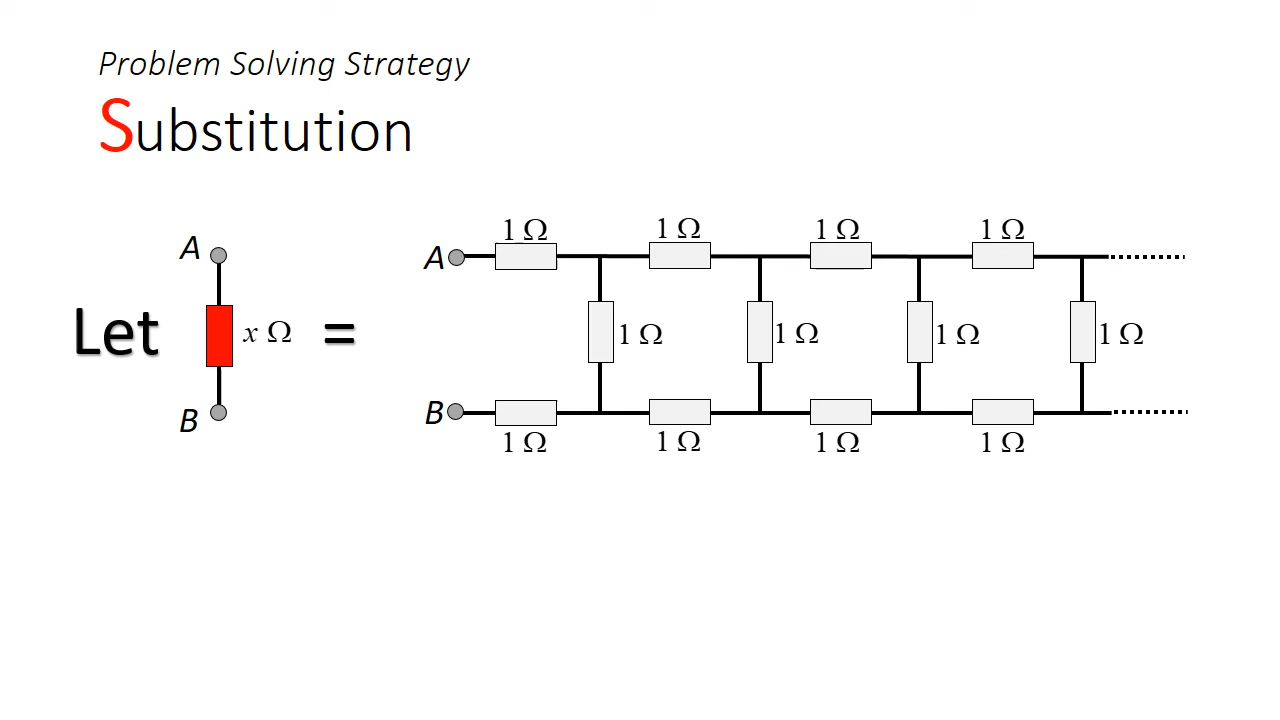 Problem Solving Strategy
Substitution
1 Ω 1 Ω 1 Ω 1 Ω
A A
Let x Ω = 1 Ω 1 Ω 1 Ω 1 Ω
B B
1 Ω 1 Ω 1 Ω 1 Ω